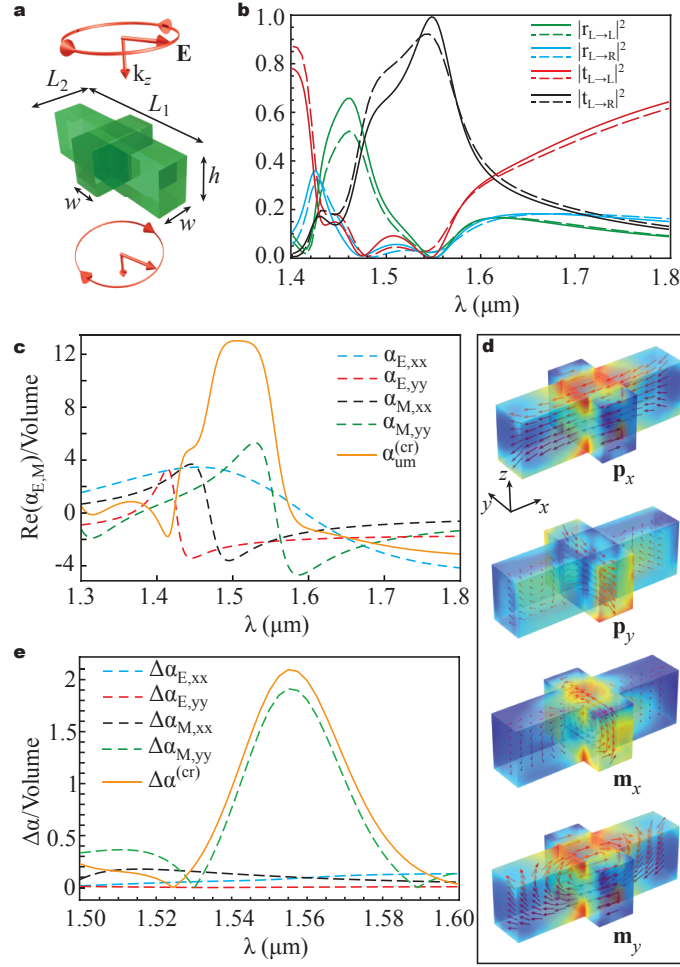 a
E
k_z
L_2
L_1
h
w
w
b
1.0
0.8
0.6
0.4
0.2
0.0
|r_{L→L}|^2
|r_{L→R}|^2
|t_{L→L}|^2
|t_{L→R}|^2
1.4 1.5 1.6 1.7 1.8
λ (μm)
c
Re(α_{E,M})/Volume
12
8
4
0
-4
α_{E,xx}
α_{E,yy}
α_{M,xx}
α_{M,yy}
α_{um}^{(cr)}
1.3 1.4 1.5 1.6 1.7 1.8
λ (μm)
d
p_x
z
y
x
p_y
m_x
m_y
e
Δα/Volume
2
1.5
1
0.5
0
Δα_{E,xx}
Δα_{E,yy}
Δα_{M,xx}
Δα_{M,yy}
Δα^{(cr)}
1.50 1.52 1.54 1.56 1.58 1.60
λ (μm)